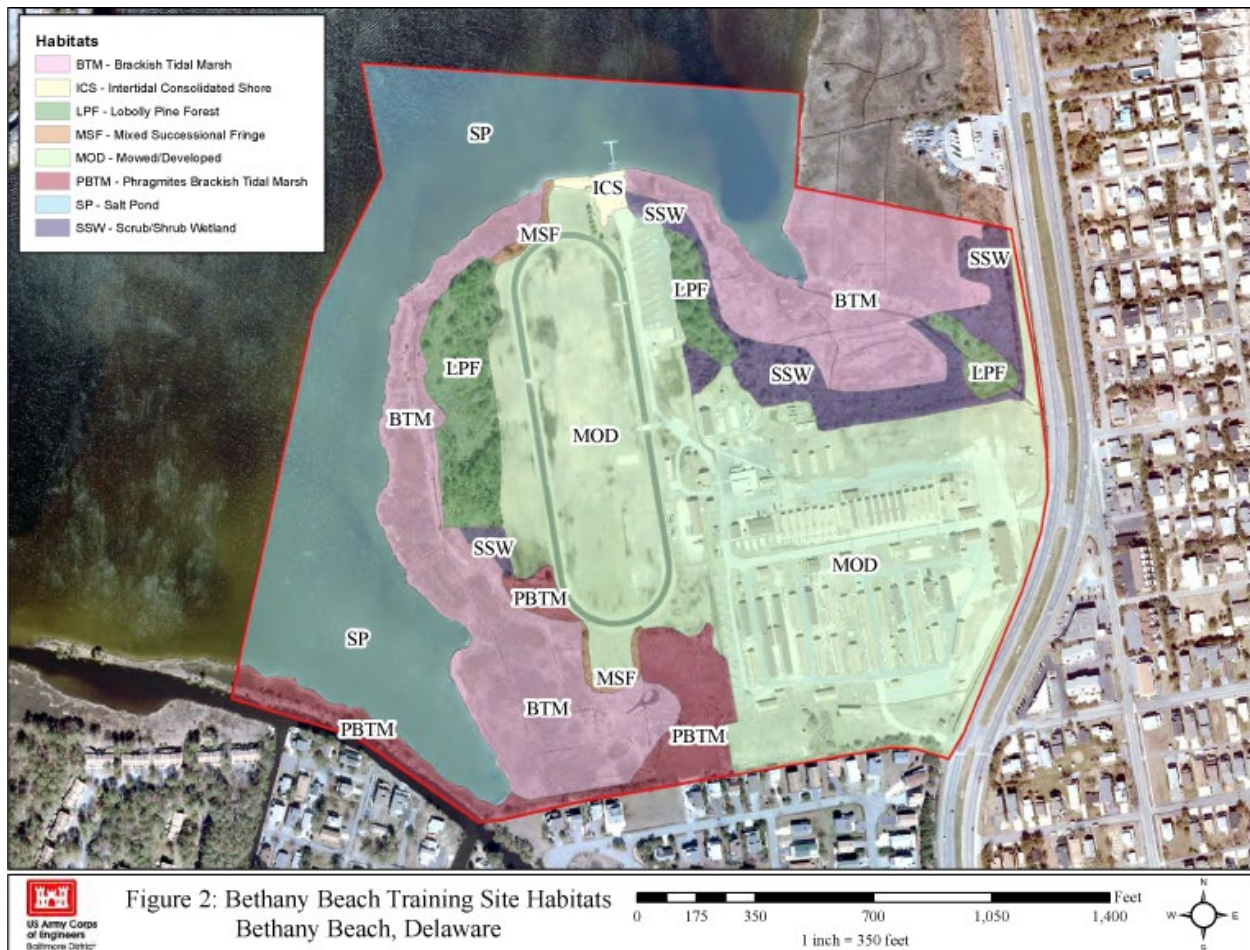 Habitats
BTM - Brackish Tidal Marsh
ICS - Intertidal Consolidated Shore
LPF - Lobolly Pine Forest
MSF - Mixed Successional Fringe
MOD - Mowed/Developed
PBTM - Phragmites Brackish Tidal Marsh
SP - Salt Pond
SSW - Scrub/Shrub Wetland
SP
ICS
SSW
MSF
SSW
LPF
BTM
LPF
SSW
LPF
BTM
MOD
SSW
MOD
PBTM
SP
MSF
BTM
PBTM
PBTM
US Army Corps
of Engineers
Baltimore District
Figure 2: Bethany Beach Training Site Habitats
Bethany Beach, Delaware
Feet
0 175 350 700 1,050 1,400
1 inch = 350 feet
N
W E
S